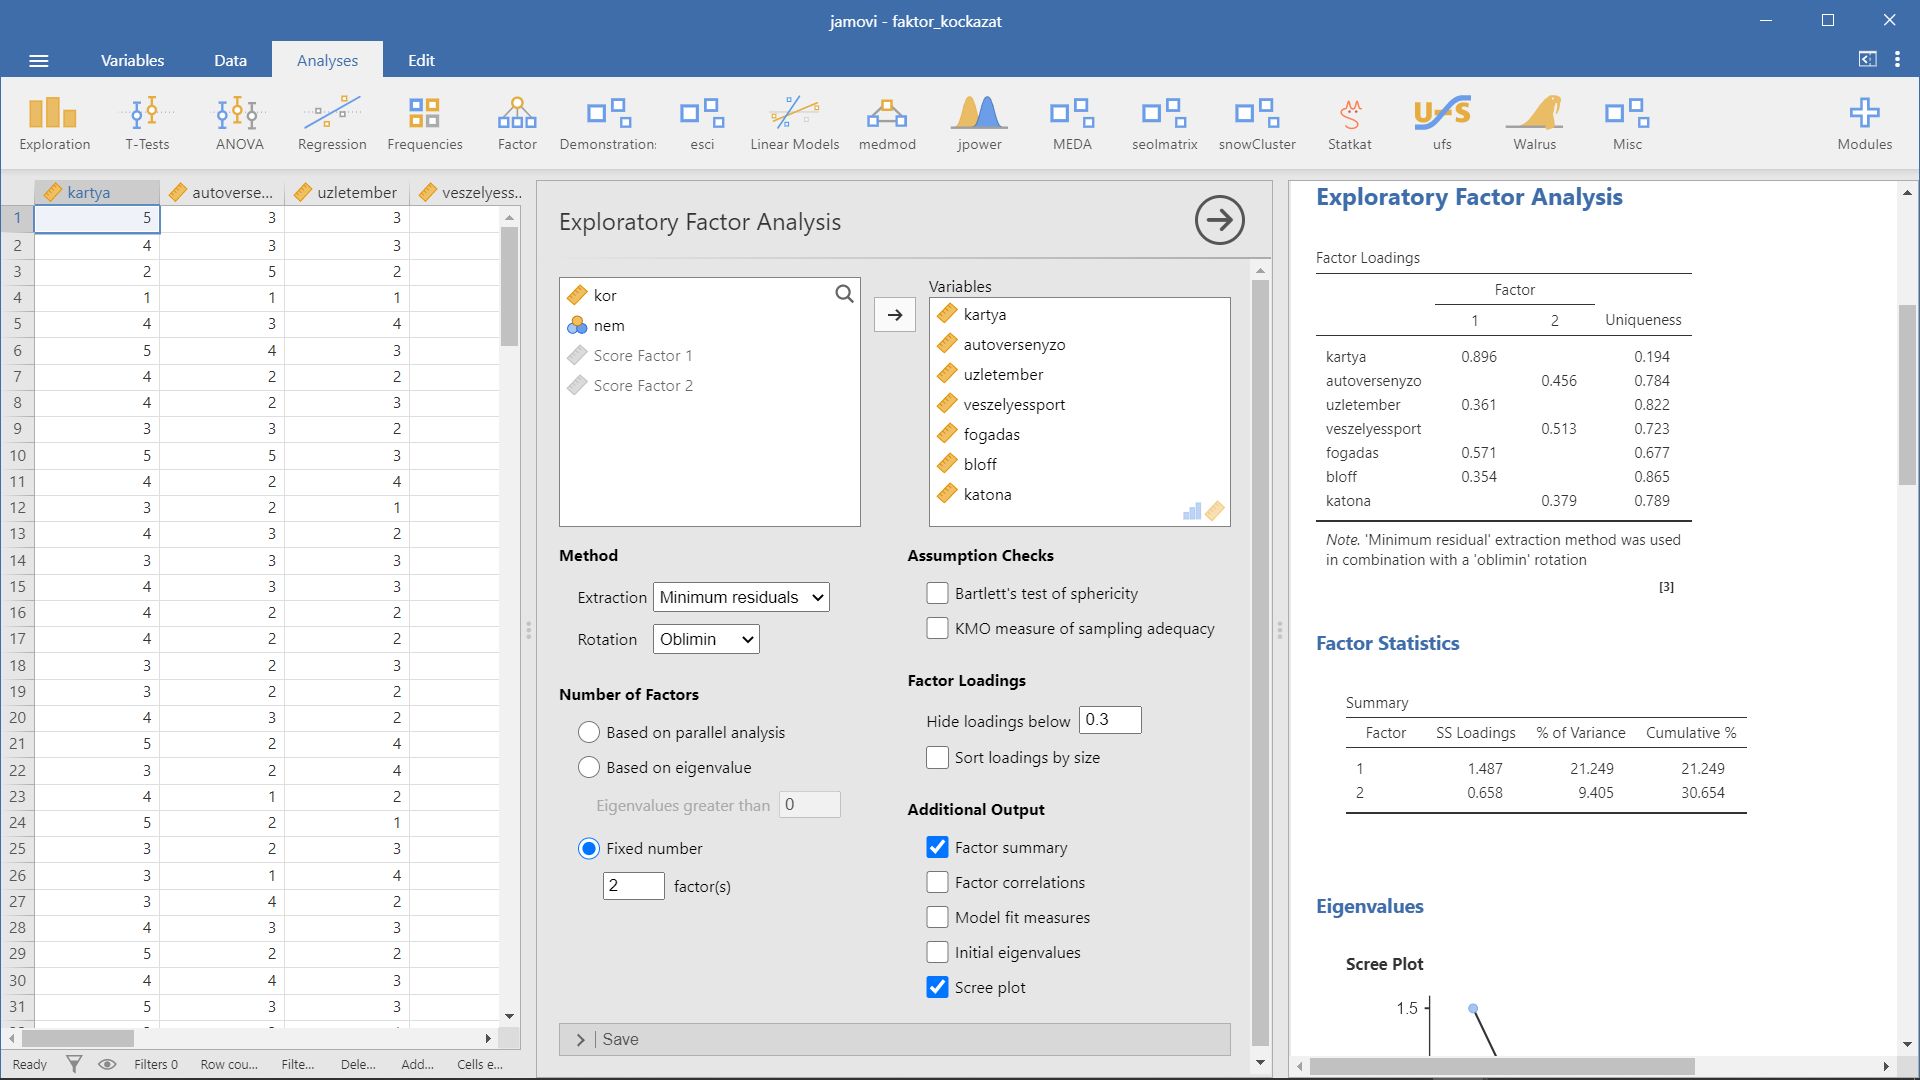 jamovi - faktor_kockazat
Variables Data Analyses Edit
Exploration T-Tests ANOVA Regression Frequencies Factor Demonstration: esci Linear Models medmod jpower MEDA seolmatrix snowCluster Statkat ufs Walrus Misc Modules
kartya autoverse... uzletember veszelyess..
1 5 3 3
2 4 3 3
3 2 5 2
4 1 1 1
5 4 3 4
6 5 4 3
7 4 2 2
8 4 2 3
9 3 3 2
10 5 5 3
11 4 2 4
12 3 2 1
13 4 3 2
14 3 3 3
15 4 3 3
16 4 2 2
17 4 2 2
18 3 2 3
19 3 2 2
20 4 3 2
21 5 2 4
22 3 2 4
23 4 1 2
24 5 2 1
25 3 2 3
26 3 1 4
27 3 4 2
28 4 3 3
29 5 2 2
30 4 4 3
31 5 3 3
Ready Filters 0 Row cou... Filte... Dele... Add... Cells e...
Exploratory Factor Analysis
kor
nem
Score Factor 1
Score Factor 2
Variables
kartya
autoversenyzo
uzletember
veszelyessport
fogadas
bloff
katona
Method
Extraction Minimum residuals
Rotation Oblimin
Number of Factors
Based on parallel analysis
Based on eigenvalue
Eigenvalues greater than 0
Fixed number
2 factor(s)
Assumption Checks
Bartlett's test of sphericity
KMO measure of sampling adequacy
Factor Loadings
Hide loadings below 0.3
Sort loadings by size
Additional Output
Factor summary
Factor correlations
Model fit measures
Initial eigenvalues
Scree plot
Save
Exploratory Factor Analysis
Factor Loadings
Factor
1 2 Uniqueness
kartya 0.896 0.194
autoversenyzo 0.456 0.784
uzletember 0.361 0.822
veszelyessport 0.513 0.723
fogadas 0.571 0.677
bloff 0.354 0.865
katona 0.379 0.789
Note. 'Minimum residual' extraction method was used
in combination with a 'oblimin' rotation
[3]
Factor Statistics
Summary
Factor SS Loadings % of Variance Cumulative %
1 1.487 21.249 21.249
2 0.658 9.405 30.654
Eigenvalues
Scree Plot
1.5